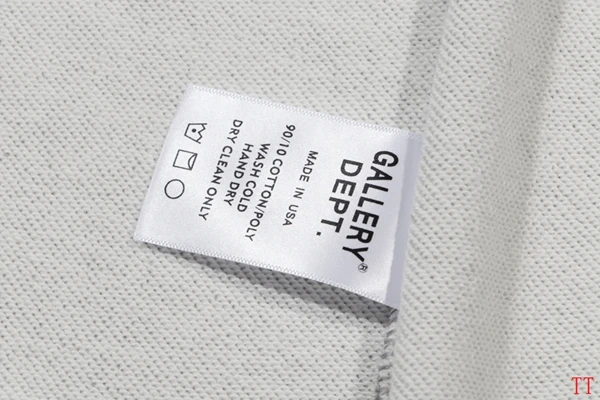 GALLERY
DEPT.®
MADE IN USA
90/10 COTTON/POLY
WASH COLD
HAND DRY
DRY CLEAN ONLY
TT